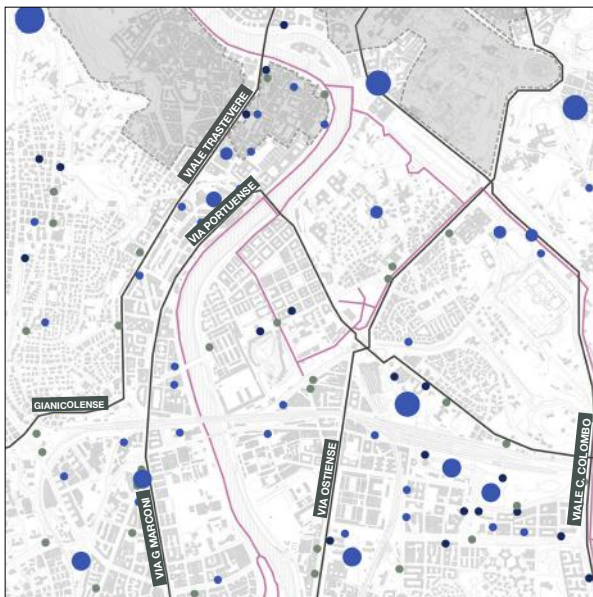 VIALE TRASTEVERE
VIA PORTUENSE
GIANICOLENSE
VIA G MARCONI
VIA OSTIENSE
VIALE C. COLOMBO